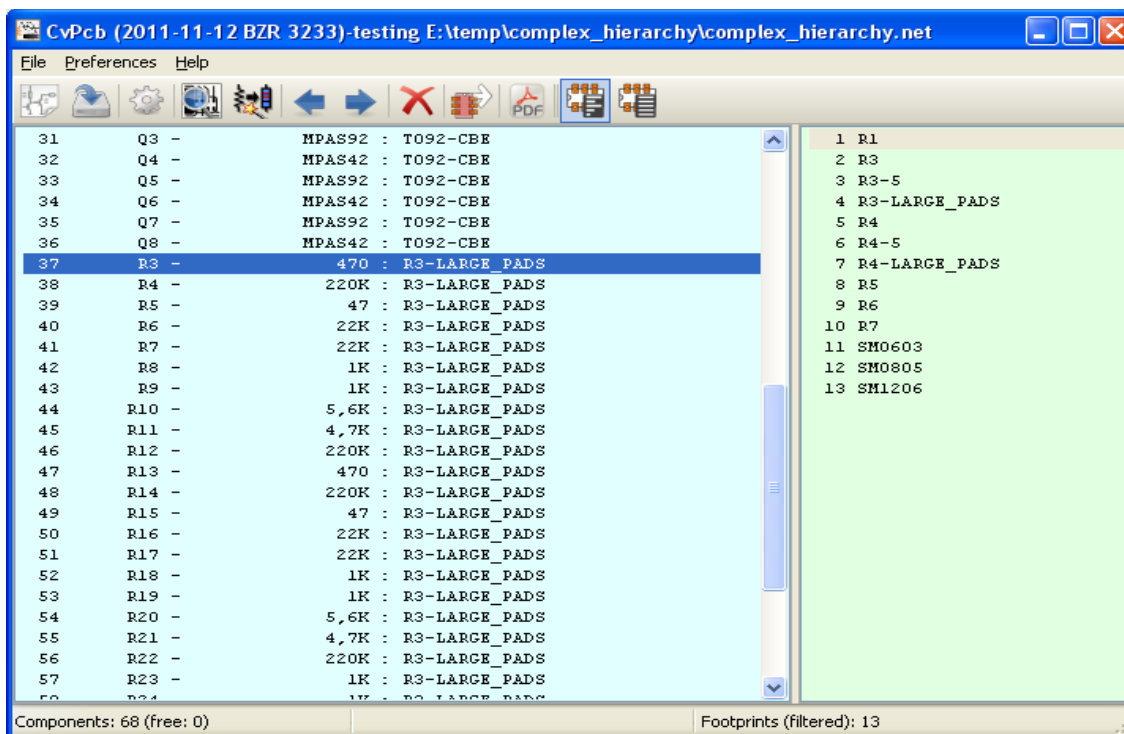 CvPcb (2011-11-12 BZR 3233)-testing E:\temp\complex_hierarchy\complex_hierarchy.net
File Preferences Help
PDF
31 Q3 - MPAS92 : TO92-CBE
32 Q4 - MPAS42 : TO92-CBE
33 Q5 - MPAS92 : TO92-CBE
34 Q6 - MPAS42 : TO92-CBE
35 Q7 - MPAS92 : TO92-CBE
36 Q8 - MPAS42 : TO92-CBE
37 R3 - 470 : R3-LARGE_PADS
38 R4 - 220K : R3-LARGE_PADS
39 R5 - 47 : R3-LARGE_PADS
40 R6 - 22K : R3-LARGE_PADS
41 R7 - 22K : R3-LARGE_PADS
42 R8 - 1K : R3-LARGE_PADS
43 R9 - 1K : R3-LARGE_PADS
44 R10 - 5,6K : R3-LARGE_PADS
45 R11 - 4,7K : R3-LARGE_PADS
46 R12 - 220K : R3-LARGE_PADS
47 R13 - 470 : R3-LARGE_PADS
48 R14 - 220K : R3-LARGE_PADS
49 R15 - 47 : R3-LARGE_PADS
50 R16 - 22K : R3-LARGE_PADS
51 R17 - 22K : R3-LARGE_PADS
52 R18 - 1K : R3-LARGE_PADS
53 R19 - 1K : R3-LARGE_PADS
54 R20 - 5,6K : R3-LARGE_PADS
55 R21 - 4,7K : R3-LARGE_PADS
56 R22 - 220K : R3-LARGE_PADS
57 R23 - 1K : R3-LARGE_PADS
1 R1
2 R3
3 R3-5
4 R3-LARGE_PADS
5 R4
6 R4-5
7 R4-LARGE_PADS
8 R5
9 R6
10 R7
11 SM0603
12 SM0805
13 SM1206
Components: 68 (free: 0)
Footprints (filtered): 13